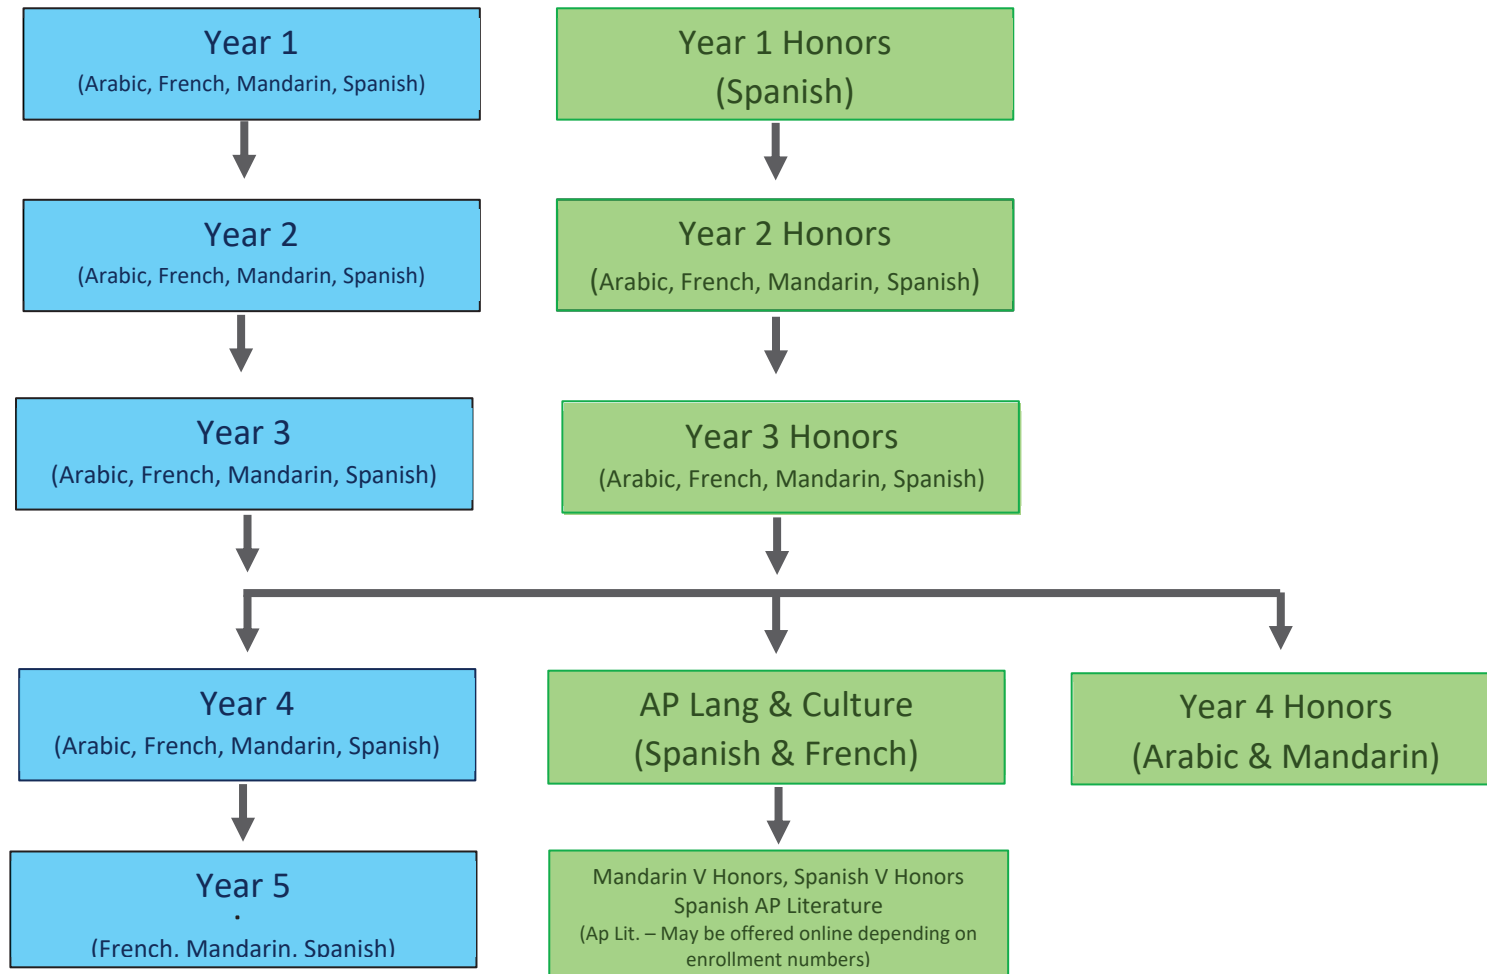 Year 1
(Arabic, French, Mandarin, Spanish)
Year 1 Honors
(Spanish)
Year 2
(Arabic, French, Mandarin, Spanish)
Year 2 Honors
(Arabic, French, Mandarin, Spanish)
Year 3
(Arabic, French, Mandarin, Spanish)
Year 3 Honors
(Arabic, French, Mandarin, Spanish)
Year 4
(Arabic, French, Mandarin, Spanish)
AP Lang & Culture
(Spanish & French)
Year 4 Honors
(Arabic & Mandarin)
Year 5
.
(French, Mandarin, Spanish)
Mandarin V Honors, Spanish V Honors
Spanish AP Literature
(Ap Lit. – May be offered online depending on
enrollment numbers)